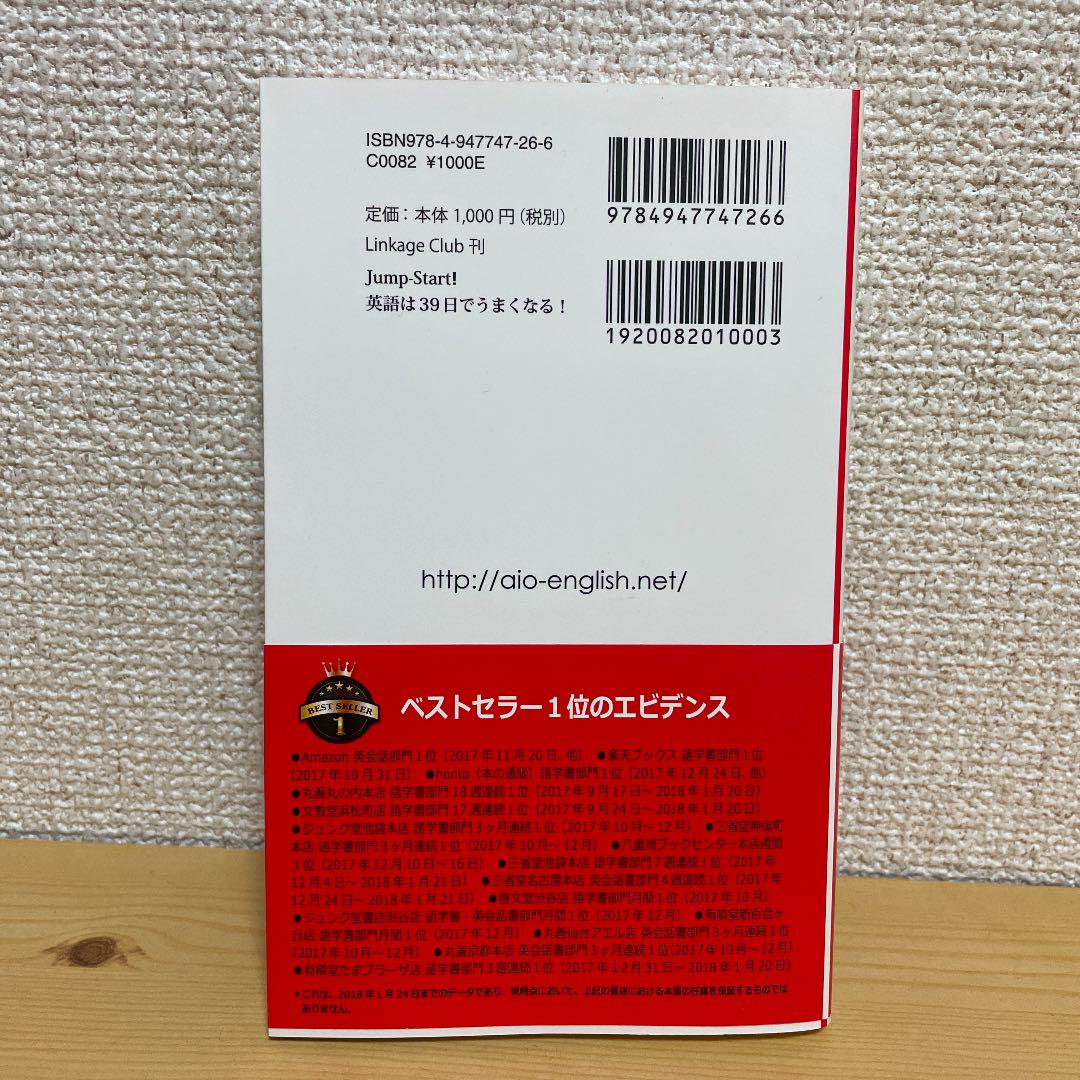 ISBN978-4-947747-26-6
C0082 ¥1000E
9784947747266
定価：本体 1,000 円（税別）
Linkage Club 刊
Jump-Start!
英語は 39 日でうまくなる！
1920082010003
http://aio-english.net/
BEST SELLER
1
ベストセラー 1 位のエビデンス
●Amazon 英会話部門 1 位（2017 年 11 月 20 日, 他） ●楽天ブックス 語学書部門 1 位
（2017 年 10 月 31 日） ●honto（本の通販）語学書部門 1 位（2017 年 12 月 24 日, 他）
●丸善丸の内本店 語学書部門 18 週連続 1 位（2017 年 9 月 17 日～ 2018 年 1 月 20 日）
●文教堂浜松町店 語学書部門 17 週連続 1 位（2017 年 9 月 24 日～ 2018 年 1 月 20 日）
●ジュンク堂池袋本店 語学書部門 3 ヶ月連続 1 位（2017 年 10 月～ 12 月） ●三省堂神保町
本店 語学書部門 3 ヶ月連続 1 位（2017 年 10 月～ 12 月） ●八重洲ブックセンター本店週間
1 位（2017 年 12 月 10 日～ 16 日） ●三省堂池袋本店 語学書部門 7 週連続 1 位（2017 年
12 月 4 日～ 2018 年 1 月 21 日） ●三省堂名古屋本店 英会話部門 4 週連続 1 位（2017 年
12 月 24 日～ 2018 年 1 月 21 日） ●啓文堂渋谷店 語学書部門月間 1 位（2017 年 10 月）
●ジュンク堂書店渋谷店 語学書・英会話部門月間 1 位（2017 年 12 月） ●有隣堂新百合ヶ
丘店 語学書部門月間 1 位（2017 年 12 月） ●丸善仙台アエル店 英会話部門 3 ヶ月連続 1 位
（2017 年 10 月～ 12 月） ●丸善京都本店 英会話部門 3 ヶ月連続 1 位（2017 年 10 月～ 12 月）
●有隣堂たまプラーザ店 語学書部門 3 週連続 1 位（2017 年 12 月 31 日～ 2018 年 1 月 20 日）
＊これは、2018 年 1 月 24 日までのデータであり、現時点において、上記の書店における本書の在庫を保証するものでは
ありません。